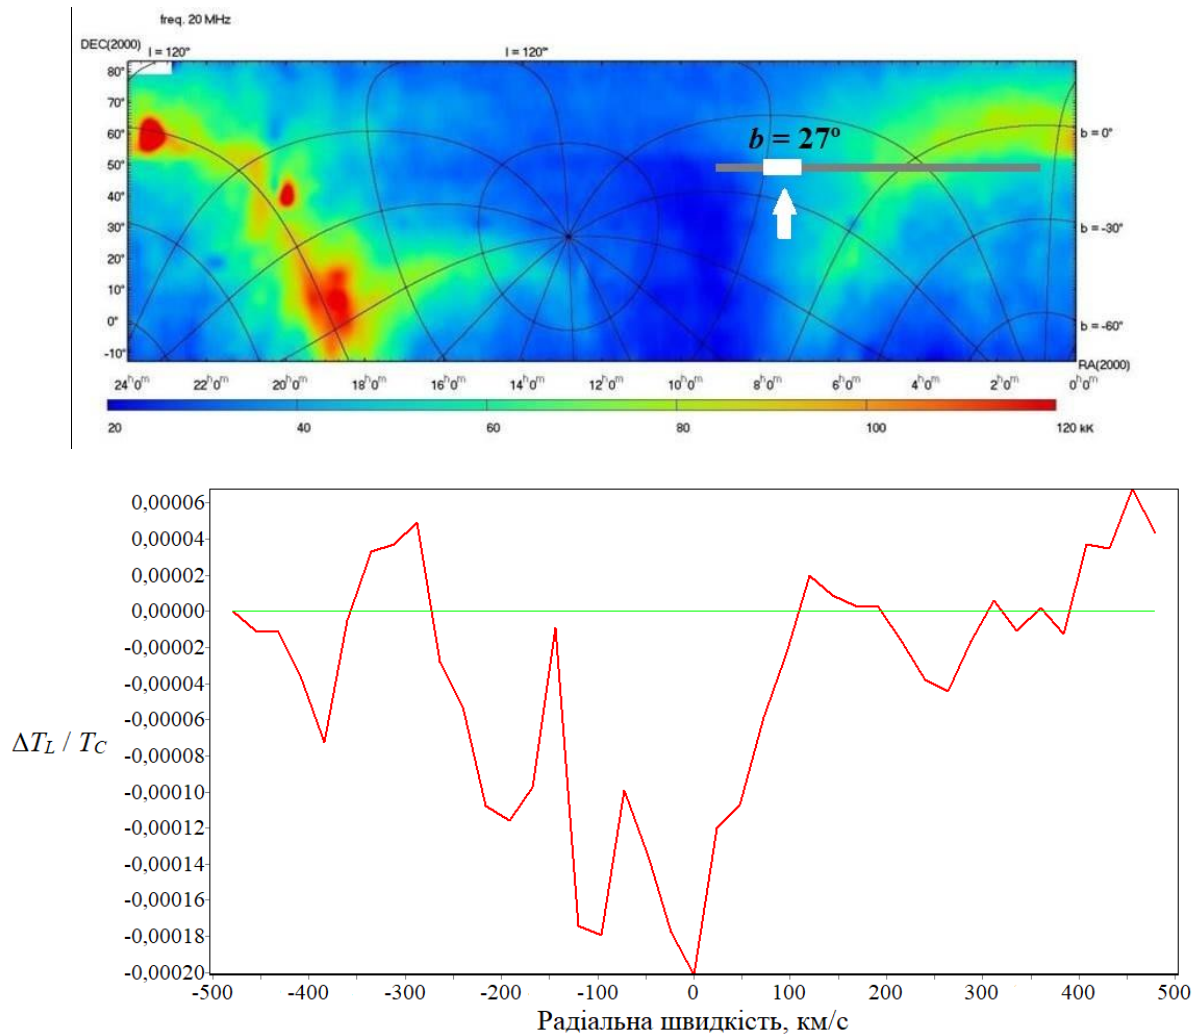 freq. 20 MHz
DEC(2000)
l = 120° l = 120°
80°
70°
60°
50°
40°
30°
20°
10°
0°
-10°
b = 27º
b = 0°
b = -30°
b = -60°
RA(2000)
24ʰ0ᵐ 22ʰ0ᵐ 20ʰ0ᵐ 18ʰ0ᵐ 16ʰ0ᵐ 14ʰ0ᵐ 12ʰ0ᵐ 10ʰ0ᵐ 8ʰ0ᵐ 6ʰ0ᵐ 4ʰ0ᵐ 2ʰ0ᵐ 0ʰ0ᵐ
20 40 60 80 100 120 kK
0,00006
0,00004
0,00002
0,00000
-0,00002
-0,00004
-0,00006
-0,00008
-0,00010
-0,00012
-0,00014
-0,00016
-0,00018
-0,00020
ΔT_L / T_C
-500 -400 -300 -200 -100 0 100 200 300 400 500
Радіальна швидкість, км/с